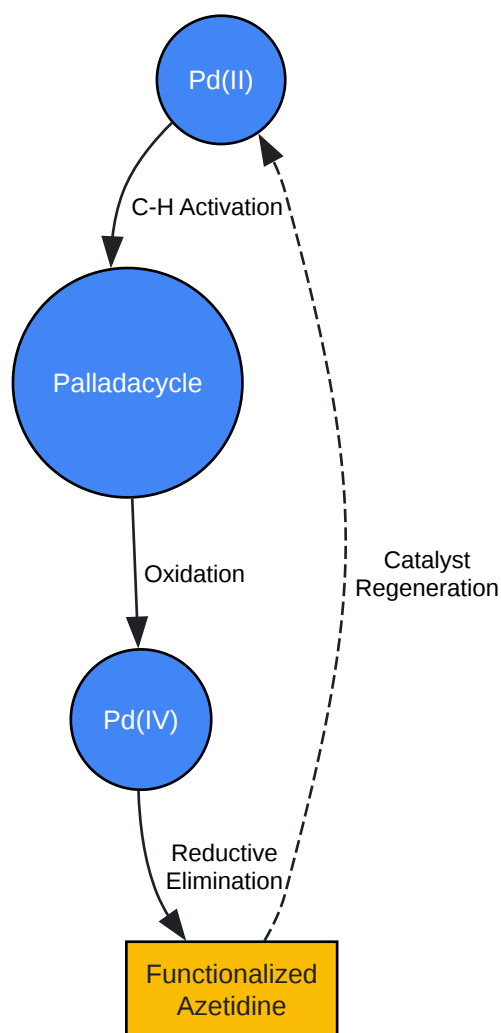 Pd(II)
C-H Activation
Palladacycle
Oxidation
Catalyst
Regeneration
Pd(IV)
Reductive
Elimination
Functionalized
Azetidine